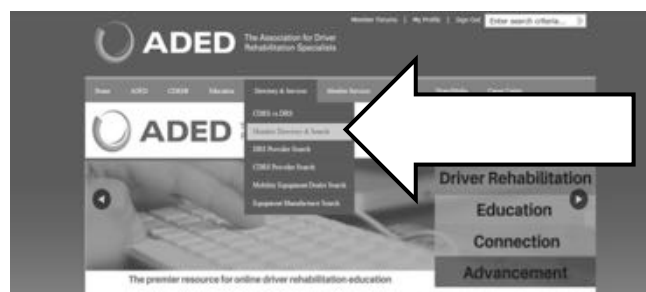 Member Forums | My Profile | Sign Out
Enter search criteria...
ADED The Association for Driver
Rehabilitation Specialists
Home ADED CDRS® Education Directory & Services Member Services Career Center
CDRS vs DRS
ADED
Member Directory & Search
DRS Provider Search
CDRS Provider Search
Mobility Equipment Dealer Search
Equipment Manufacturer Search
Driver Rehabilitation
Education
Connection
Advancement
The premier resource for online driver rehabilitation education